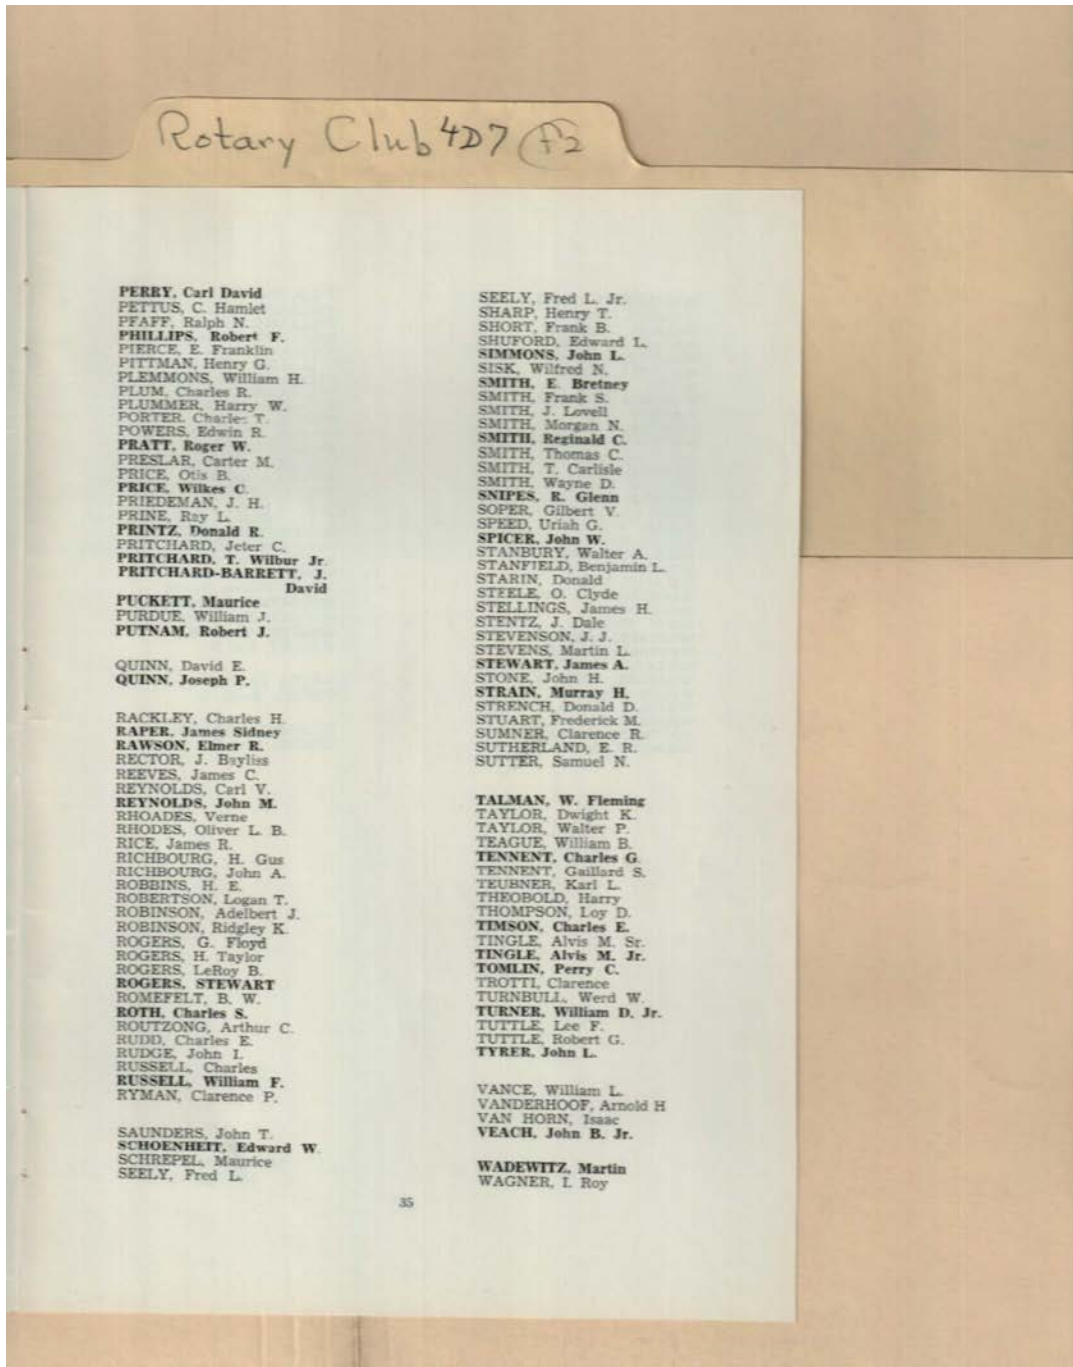 Rotary Club 4D7 F2
PERRY, Carl David
PETTUS, C. Hamlet
PFAFF, Ralph N.
PHILLIPS, Robert F.
PIERCE, E. Franklin
PITTMAN, Henry G.
PLEMMONS, William H.
PLUM, Charles R.
PLUMMER, Harry W.
PORTER, Charles T.
POWERS, Edwin R.
PRATT, Roger W.
PRESLAR, Carter M.
PRICE, Otis B.
PRICE, Wilkes C.
PRIEDEMAN, J. H.
PRINE, Ray L.
PRINTZ, Donald R.
PRITCHARD, Jeter C.
PRITCHARD, T. Wilbur Jr
PRITCHARD-BARRETT, J.
David
PUCKETT, Maurice
PURDUE, William J.
PUTNAM, Robert J.
QUINN, David E.
QUINN, Joseph P.
RACKLEY, Charles H.
RAPER, James Sidney
RAWSON, Elmer R.
RECTOR, J. Bayliss
REEVES, James C.
REYNOLDS, Carl V.
REYNOLDS, John M.
RHOADES, Verne
RHODES, Oliver L. B.
RICE, James R.
RICHBOURG, H. Gus
RICHBOURG, John A.
ROBBINS, H. E.
ROBERTSON, Logan T.
ROBINSON, Adelbert J.
ROBINSON, Ridgley K.
ROGERS, G. Floyd
ROGERS, H. Taylor
ROGERS, LeRoy B.
ROGERS, STEWART
ROMEFELT, B. W.
ROTH, Charles S.
ROUTZONG, Arthur C.
RUDD, Charles E.
RUDGE, John I.
RUSSELL, Charles
RUSSELL, William F.
RYMAN, Clarence P.
SAUNDERS, John T.
SCHOENHEIT, Edward W.
SCHREPEL, Maurice
SEELY, Fred L.
SEELY, Fred L. Jr.
SHARP, Henry T.
SHORT, Frank B.
SHUFORD, Edward L.
SIMMONS, John L.
SISK, Wilfred N.
SMITH, E. Bretney
SMITH, Frank S.
SMITH, J. Lovell
SMITH, Morgan N.
SMITH, Reginald C.
SMITH, Thomas C.
SMITH, T. Carlisle
SMITH, Wayne D.
SNIPES, R. Glenn
SOPER, Gilbert V.
SPEED, Uriah G.
SPICER, John W.
STANBURY, Walter A.
STANFIELD, Benjamin L.
STARIN, Donald
STEELE, O. Clyde
STELLINGS, James H.
STENTZ, J. Dale
STEVENSON, J. J.
STEVENS, Martin L.
STEWART, James A.
STONE, John H.
STRAIN, Murray H.
STRENCH, Donald D.
STUART, Frederick M.
SUMNER, Clarence R.
SUTHERLAND, E. R.
SUTTER, Samuel N.
TALMAN, W. Fleming
TAYLOR, Dwight K.
TAYLOR, Walter P.
TEAGUE, William B.
TENNENT, Charles G.
TENNENT, Gaillard S.
TEUBNER, Karl L.
THEOBOLD, Harry
THOMPSON, Loy D.
TIMSON, Charles E.
TINGLE, Alvis M. Sr.
TINGLE, Alvis M. Jr.
TOMLIN, Perry C.
TROTTI, Clarence
TURNBULL, Werd W.
TURNER, William D. Jr.
TUTTLE, Lee F.
TUTTLE, Robert G.
TYRER, John L.
VANCE, William L.
VANDERHOOF, Arnold H
VAN HORN, Isaac
VEACH, John B. Jr.
WADEWITZ, Martin
WAGNER, I. Roy
35